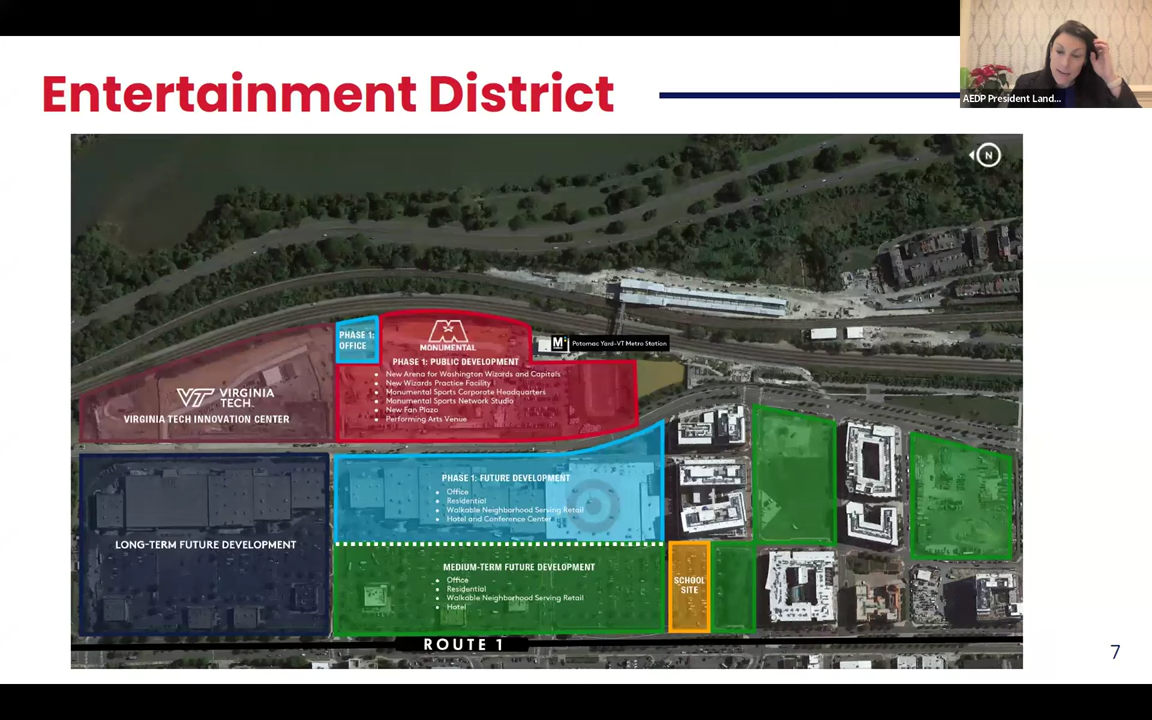 Entertainment District
AEDP President Land...
N
PHASE 1:
OFFICE
MONUMENTAL
PHASE 1: PUBLIC DEVELOPMENT
• New Arena for Washington Wizards and Capitals
• New Wizards Practice Facility
• Monumental Sports Corporate Headquarters
• Monumental Sports Network Studio
• New Fan Plaza
• Performing Arts Venue
M
Potomac Yard-VT Metro Station
VT VIRGINIA
TECH
VIRGINIA TECH INNOVATION CENTER
PHASE 1: FUTURE DEVELOPMENT
• Office
• Residential
• Walkable Neighborhood Serving Retail
• Hotel and Conference Center
LONG-TERM FUTURE DEVELOPMENT
MEDIUM-TERM FUTURE DEVELOPMENT
• Office
• Residential
• Walkable Neighborhood Serving Retail
• Hotel
SCHOOL
SITE
ROUTE 1
7